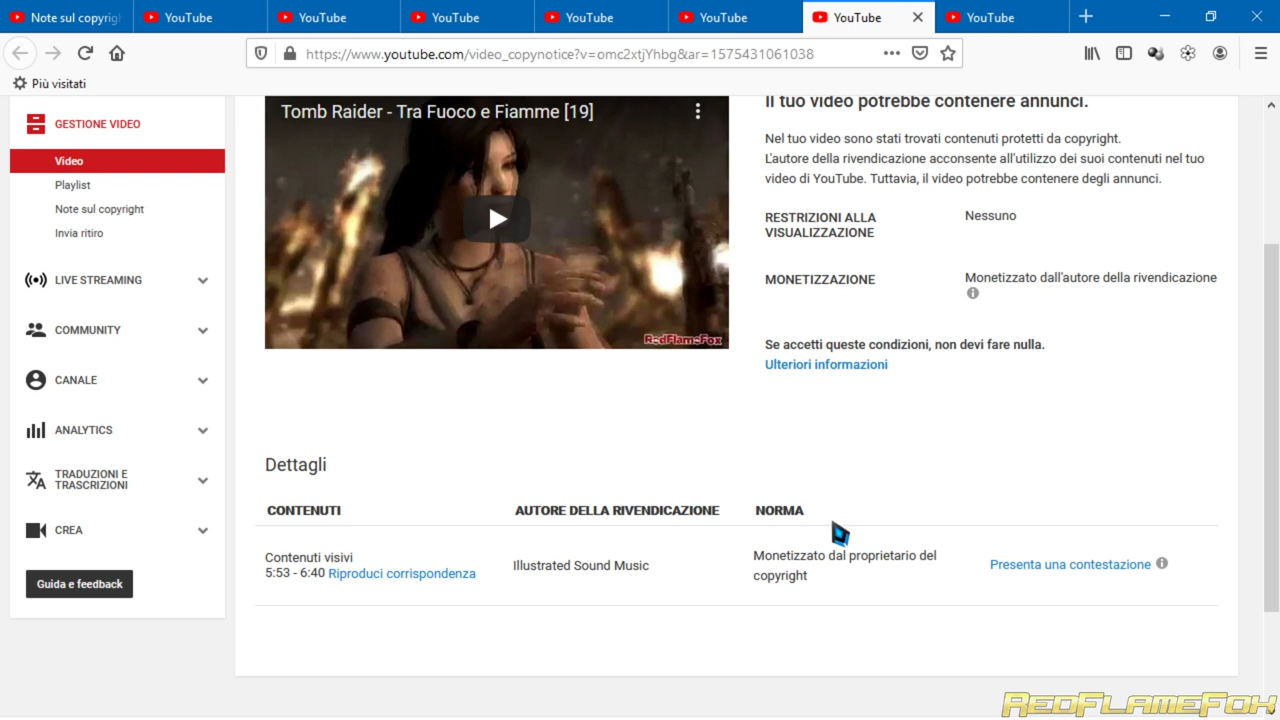 Note sul copyrig
YouTube
YouTube
YouTube
YouTube
YouTube
YouTube
YouTube
https://www.youtube.com/video_copynotice?v=omc2xtjYhbg&ar=1575431061038
Più visitati
GESTIONE VIDEO
Video
Playlist
Note sul copyright
Invia ritiro
LIVE STREAMING
COMMUNITY
CANALE
ANALYTICS
TRADUZIONI E
TRASCRIZIONI
CREA
Guida e feedback
Tomb Raider - Tra Fuoco e Fiamme [19]
RedFlameFox
Il tuo video potrebbe contenere annunci.
Nel tuo video sono stati trovati contenuti protetti da copyright.
L'autore della rivendicazione acconsente all'utilizzo dei suoi contenuti nel tuo
video di YouTube. Tuttavia, il video potrebbe contenere degli annunci.
RESTRIZIONI ALLA
VISUALIZZAZIONE
Nessuno
MONETIZZAZIONE
Monetizzato dall'autore della rivendicazione
Se accetti queste condizioni, non devi fare nulla.
Ulteriori informazioni
Dettagli
CONTENUTI
AUTORE DELLA RIVENDICAZIONE
NORMA
Contenuti visivi
5:53 - 6:40 Riproduci corrispondenza
Illustrated Sound Music
Monetizzato dal proprietario del
copyright
Presenta una contestazione
RedFlameFox